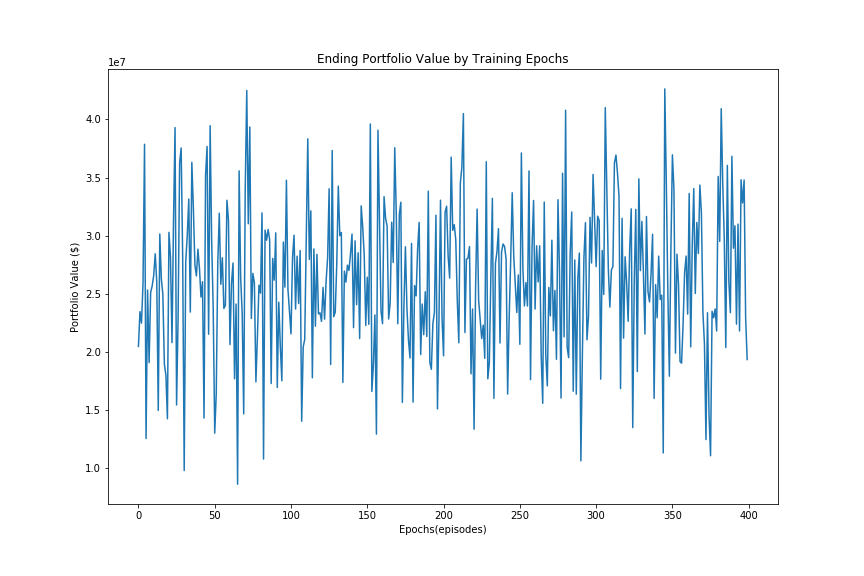 Ending Portfolio Value by Training Epochs
1e7
4.0
3.5
3.0
2.5
2.0
1.5
1.0
Portfolio Value ($)
0 50 100 150 200 250 300 350 400
Epochs(episodes)